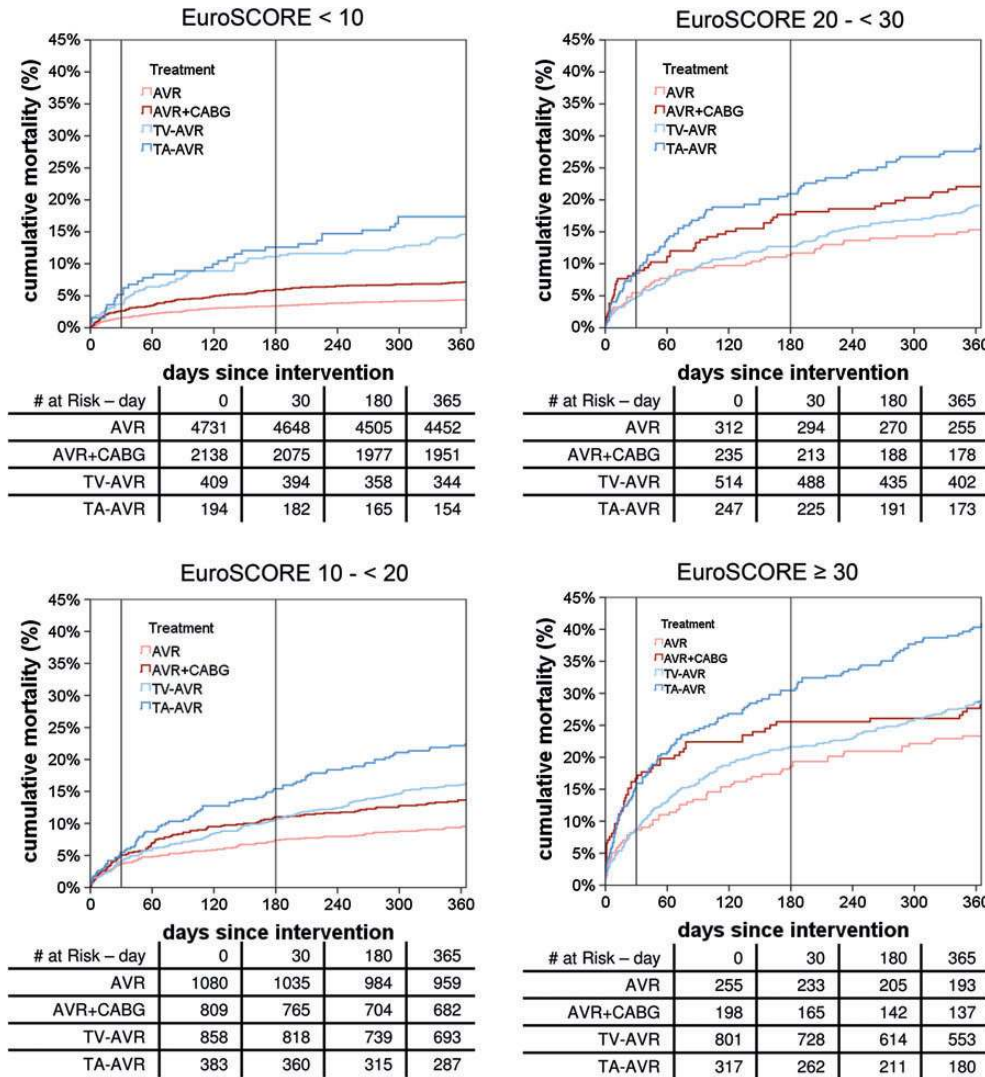 EuroSCORE < 10
cumulative mortality (%)
45%
40%
35%
30%
25%
20%
15%
10%
5%
0%
Treatment
AVR
AVR+CABG
TV-AVR
TA-AVR
0 60 120 180 240 300 360
days since intervention
# at Risk – day 0 30 180 365
AVR 4731 4648 4505 4452
AVR+CABG 2138 2075 1977 1951
TV-AVR 409 394 358 344
TA-AVR 194 182 165 154
EuroSCORE 20 - < 30
cumulative mortality (%)
45%
40%
35%
30%
25%
20%
15%
10%
5%
0%
Treatment
AVR
AVR+CABG
TV-AVR
TA-AVR
0 60 120 180 240 300 360
days since intervention
# at Risk – day 0 30 180 365
AVR 312 294 270 255
AVR+CABG 235 213 188 178
TV-AVR 514 488 435 402
TA-AVR 247 225 191 173
EuroSCORE 10 - < 20
cumulative mortality (%)
45%
40%
35%
30%
25%
20%
15%
10%
5%
0%
Treatment
AVR
AVR+CABG
TV-AVR
TA-AVR
0 60 120 180 240 300 360
days since intervention
# at Risk – day 0 30 180 365
AVR 1080 1035 984 959
AVR+CABG 809 765 704 682
TV-AVR 858 818 739 693
TA-AVR 383 360 315 287
EuroSCORE ≥ 30
cumulative mortality (%)
45%
40%
35%
30%
25%
20%
15%
10%
5%
0%
Treatment
AVR
AVR+CABG
TV-AVR
TA-AVR
0 60 120 180 240 300 360
days since intervention
# at Risk – day 0 30 180 365
AVR 255 233 205 193
AVR+CABG 198 165 142 137
TV-AVR 801 728 614 553
TA-AVR 317 262 211 180